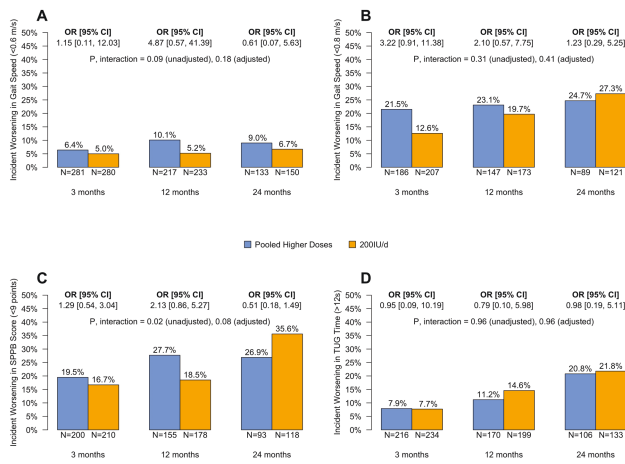 A
OR [95% CI] OR [95% CI] OR [95% CI]
1.15 [0.11, 12.03] 4.87 [0.57, 41.39] 0.61 [0.07, 5.63]
P, interaction = 0.09 (unadjusted), 0.18 (adjusted)
Incident Worsening in Gait Speed (<0.6 m/s)
50%
45%
40%
35%
30%
25%
20%
15%
10%
5%
0%
6.4% 5.0% 10.1% 5.2% 9.0% 6.7%
N=281 N=280 N=217 N=233 N=133 N=150
3 months 12 months 24 months
B
OR [95% CI] OR [95% CI] OR [95% CI]
3.22 [0.91, 11.38] 2.10 [0.57, 7.75] 1.23 [0.29, 5.25]
P, interaction = 0.31 (unadjusted), 0.41 (adjusted)
Incident Worsening in Gait Speed (<0.8 m/s)
50%
45%
40%
35%
30%
25%
20%
15%
10%
5%
0%
21.5% 12.6% 23.1% 19.7% 24.7% 27.3%
N=186 N=207 N=147 N=173 N=89 N=121
3 months 12 months 24 months
Pooled Higher Doses 200IU/d
C
OR [95% CI] OR [95% CI] OR [95% CI]
1.29 [0.54, 3.04] 2.13 [0.86, 5.27] 0.51 [0.18, 1.49]
P, interaction = 0.02 (unadjusted), 0.08 (adjusted)
Incident Worsening in SPPB Score (<9 points)
50%
45%
40%
35%
30%
25%
20%
15%
10%
5%
0%
19.5% 16.7% 27.7% 18.5% 26.9% 35.6%
N=200 N=210 N=155 N=178 N=93 N=118
3 months 12 months 24 months
D
OR [95% CI] OR [95% CI] OR [95% CI]
0.95 [0.09, 10.19] 0.79 [0.10, 5.98] 0.98 [0.19, 5.11]
P, interaction = 0.96 (unadjusted), 0.96 (adjusted)
Incident Worsening in TUG Time (>12s)
50%
45%
40%
35%
30%
25%
20%
15%
10%
5%
0%
7.9% 7.7% 11.2% 14.6% 20.8% 21.8%
N=216 N=234 N=170 N=199 N=106 N=133
3 months 12 months 24 months